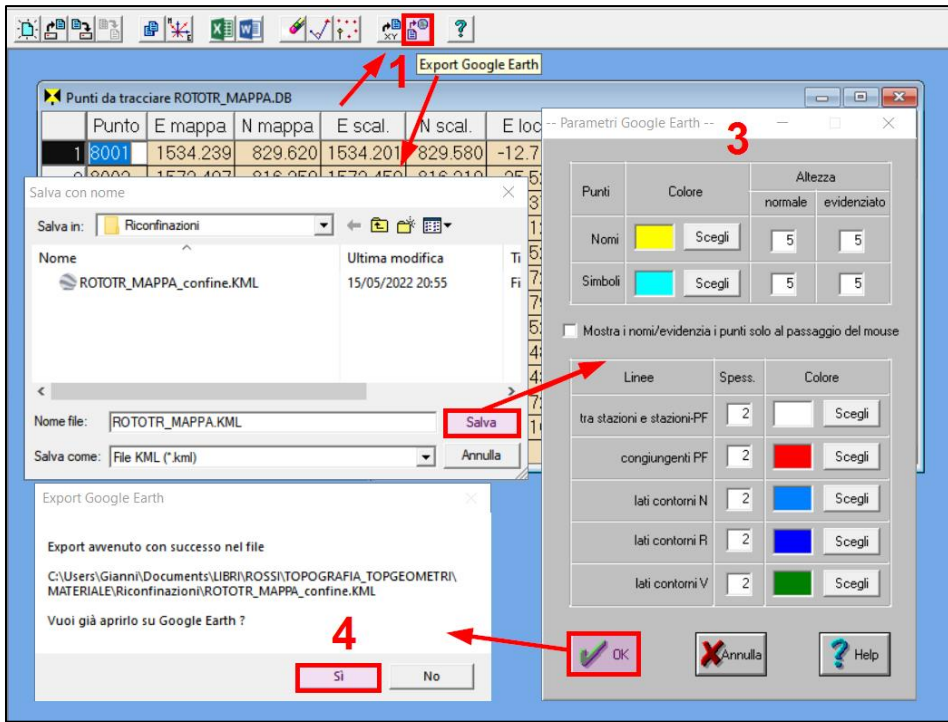 XY
?
Export Google Earth
1
Punti da tracciare ROTOTR_MAPPA.DB
Punto E mappa N mappa E scal. N scal. E loc
1 8001 1534.239 829.620 1534.201 829.580 -12.7
-- Parametri Google Earth --
3
Punti Colore Altezza
normale evidenziato
Nomi Scegli 5 5
Simboli Scegli 5 5
Mostra i nomi/evidenzia i punti solo al passaggio del mouse
Linee Spess. Colore
tra stazioni e stazioni-PF 2 Scegli
congiungenti PF 2 Scegli
lati contorni N 2 Scegli
lati contorni R 2 Scegli
lati contorni V 2 Scegli
OK Annulla Help
Salva con nome
Salva in: Riconfinazioni
Nome Ultima modifica Ti
ROTOTR_MAPPA_confine.KML 15/05/2022 20:55 Fi
Nome file: ROTOTR_MAPPA.KML Salva
Salva come: File KML (*.kml) Annulla
Export Google Earth
Export avvenuto con successo nel file
C:\Users\Gianni\Documents\LIBRI\ROSSI\TOPOGRAFIA_TOPGEOMETRI\
MATERIALE\Riconfinazioni\ROTOTR_MAPPA_confine.KML
Vuoi già aprirlo su Google Earth ?
4
Sì No